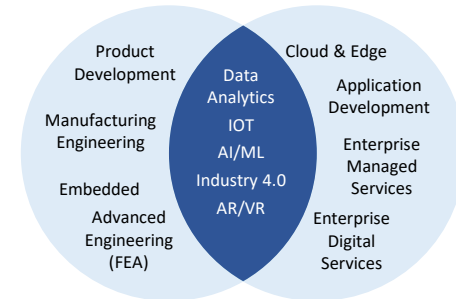 Product
Development
Manufacturing
Engineering
Embedded
Advanced
Engineering
(FEA)
Data
Analytics
IOT
AI/ML
Industry 4.0
AR/VR
Cloud & Edge
Application
Development
Enterprise
Managed
Services
Enterprise
Digital
Services